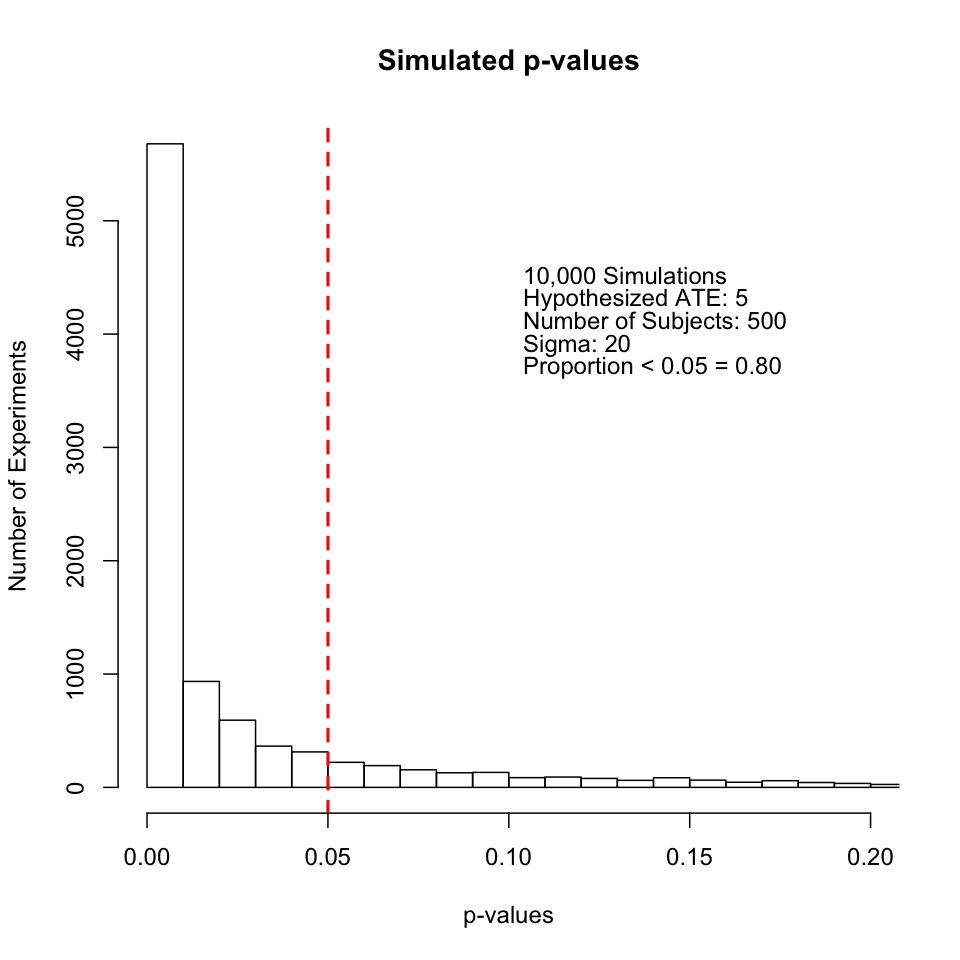 Simulated p-values
Number of Experiments
5000
4000
3000
2000
1000
0
10,000 Simulations
Hypothesized ATE: 5
Number of Subjects: 500
Sigma: 20
Proportion < 0.05 = 0.80
0.00 0.05 0.10 0.15 0.20
p-values